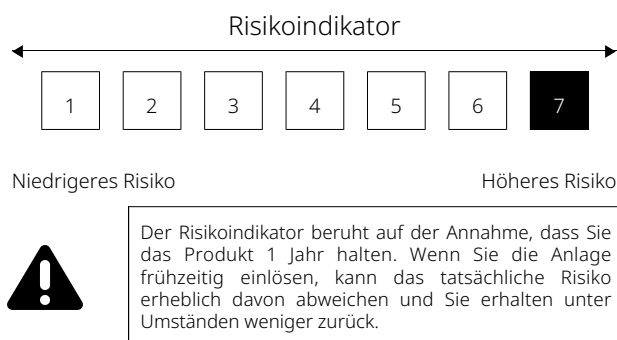 Risikoindikator
1 2 3 4 5 6 7
Niedrigeres Risiko Höheres Risiko
Der Risikoindikator beruht auf der Annahme, dass Sie
das Produkt 1 Jahr halten. Wenn Sie die Anlage
frühzeitig einlösen, kann das tatsächliche Risiko
erheblich davon abweichen und Sie erhalten unter
Umständen weniger zurück.